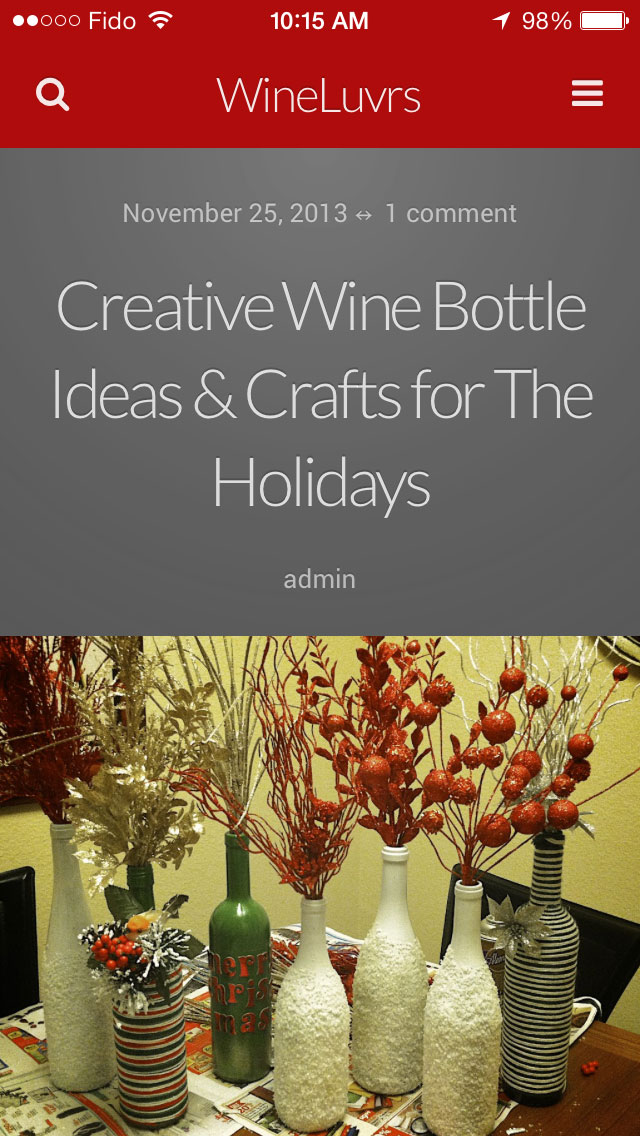 Fido 10:15 AM 98%
WineLuvrs
November 25, 2013 ↔ 1 comment
Creative Wine Bottle
Ideas & Crafts for The
Holidays
admin
merry
chris
mas